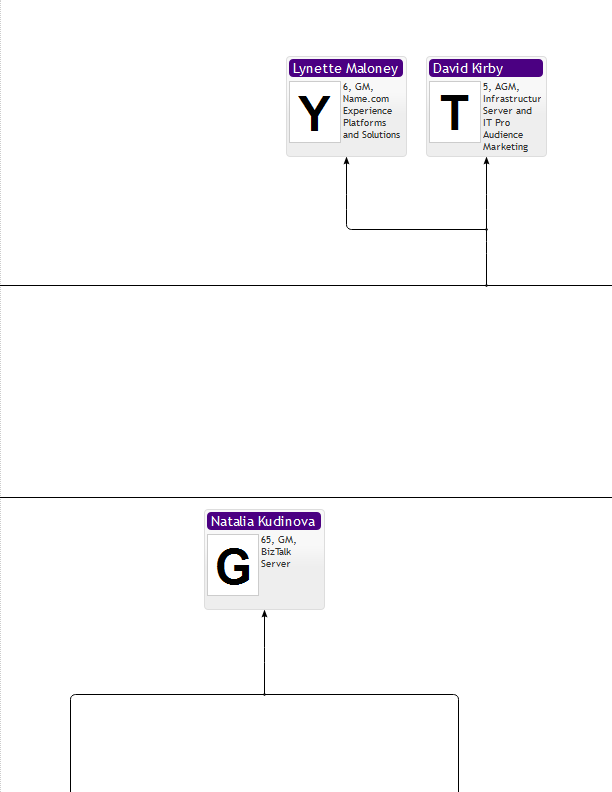 Lynette Maloney
Y
6, GM,
Name.com
Experience
Platforms
and Solutions
David Kirby
T
5, AGM,
Infrastructur
Server and
IT Pro
Audience
Marketing
Natalia Kudinova
G
65, GM,
BizTalk
Server